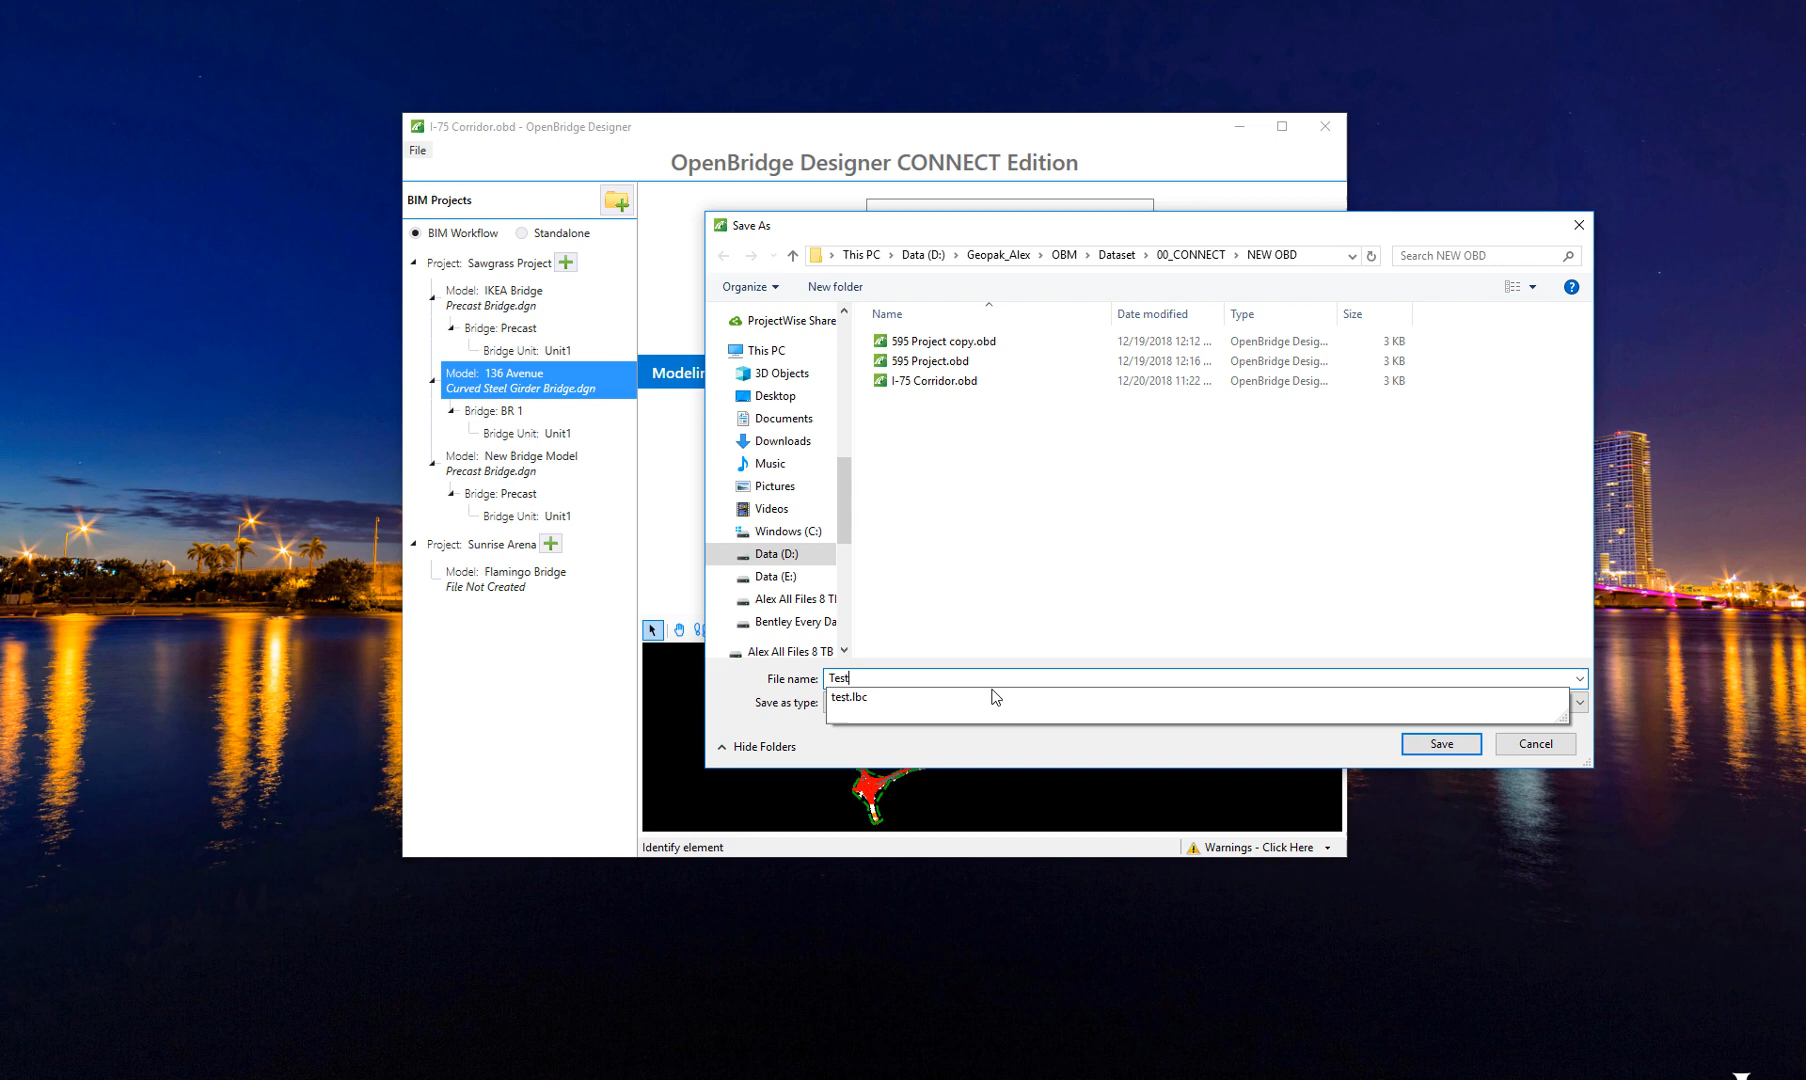 I-75 Corridor.obd - OpenBridge Designer
File
OpenBridge Designer CONNECT Edition
BIM Projects
BIM Workflow
Standalone
Project: Sawgrass Project
Model: IKEA Bridge
Precast Bridge.dgn
Bridge: Precast
Bridge Unit: Unit1
Model: 136 Avenue
Curved Steel Girder Bridge.dgn
Bridge: BR 1
Bridge Unit: Unit1
Model: New Bridge Model
Precast Bridge.dgn
Bridge: Precast
Bridge Unit: Unit1
Project: Sunrise Arena
Model: Flamingo Bridge
File Not Created
Modelin
Save As
This PC > Data (D:) > Geopak_Alex > OBM > Dataset > 00_CONNECT > NEW OBD
Search NEW OBD
Organize
New folder
ProjectWise Share
This PC
3D Objects
Desktop
Documents
Downloads
Music
Pictures
Videos
Windows (C:)
Data (D:)
Data (E:)
Alex All Files 8 TI
Bentley Every Da
Alex All Files 8 TB
Name Date modified Type Size
595 Project copy.obd 12/19/2018 12:12 ... OpenBridge Desig... 3 KB
595 Project.obd 12/19/2018 12:16 ... OpenBridge Desig... 3 KB
I-75 Corridor.obd 12/20/2018 11:22 ... OpenBridge Desig... 3 KB
File name: Test
test.lbc
Save as type:
Hide Folders
Save
Cancel
Identify element
Warnings - Click Here